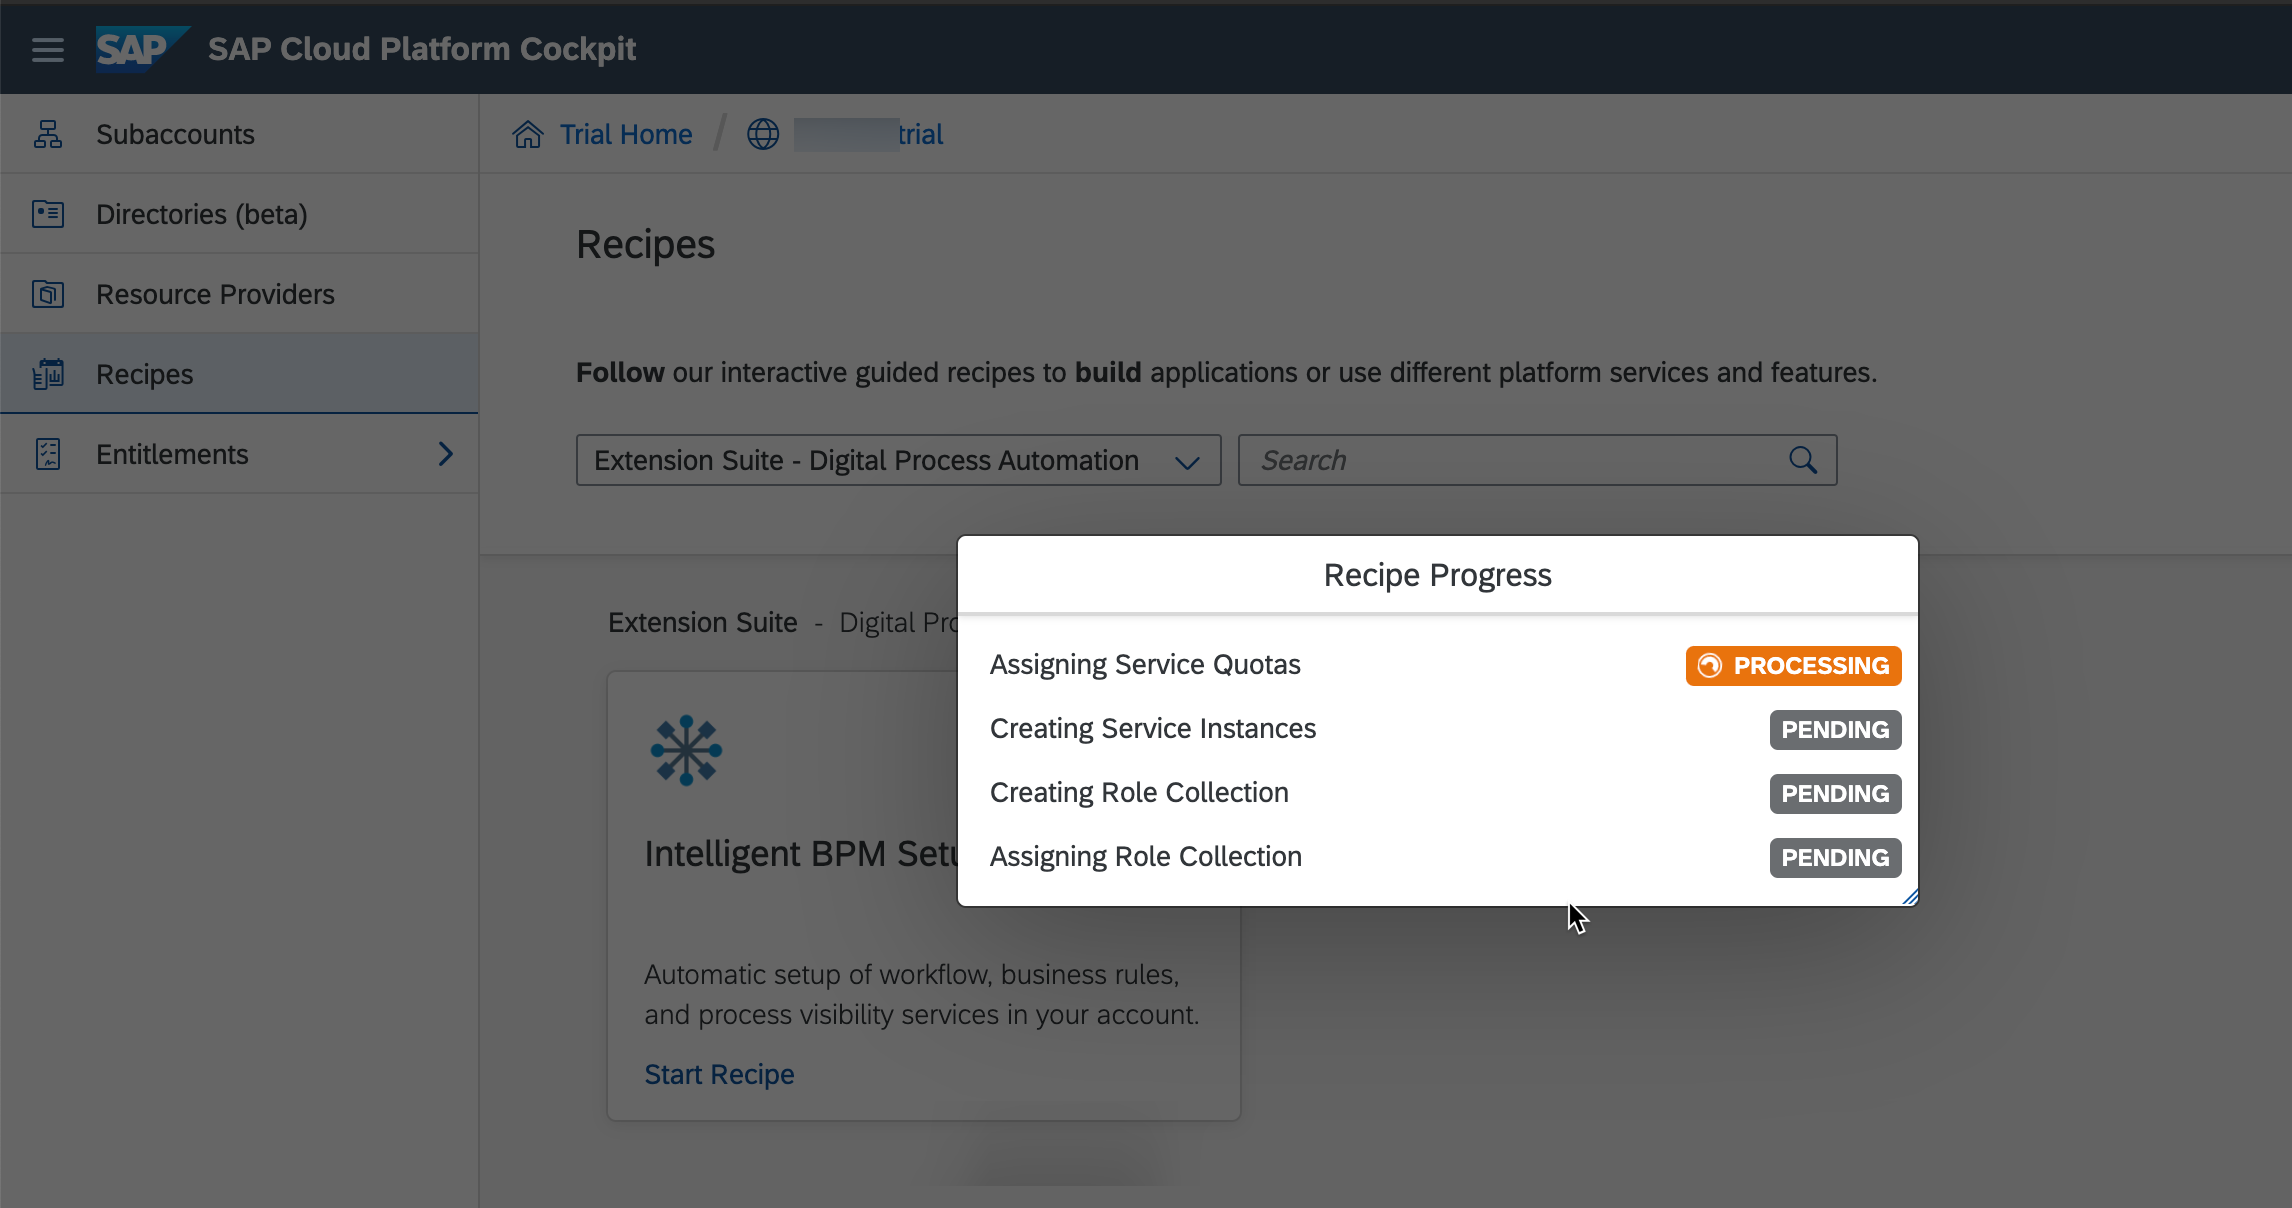 SAP SAP Cloud Platform Cockpit
Subaccounts
Directories (beta)
Resource Providers
Recipes
Entitlements
Trial Home / trial
Recipes
Follow our interactive guided recipes to build applications or use different platform services and features.
Extension Suite - Digital Process Automation
Search
Extension Suite - Digital Pro
Intelligent BPM Setu
Automatic setup of workflow, business rules,
and process visibility services in your account.
Start Recipe
Recipe Progress
Assigning Service Quotas PROCESSING
Creating Service Instances PENDING
Creating Role Collection PENDING
Assigning Role Collection PENDING